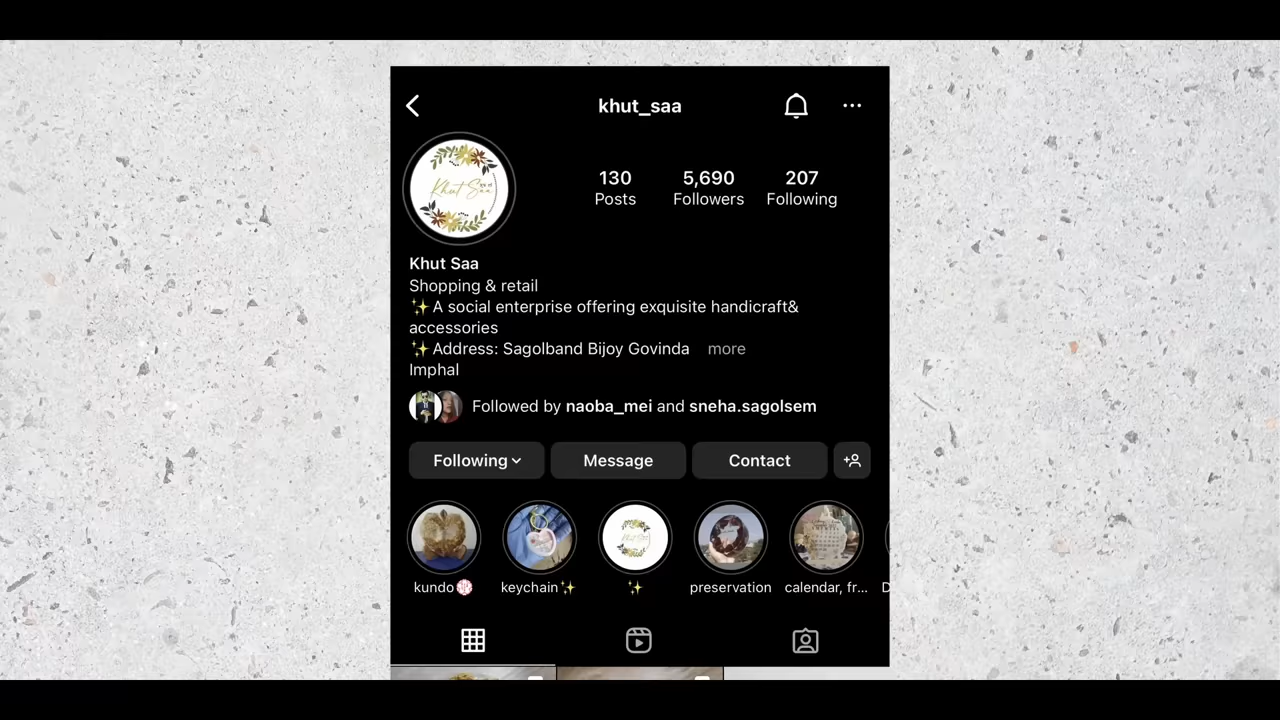 khut_saa
130
Posts
5,690
Followers
207
Following
Khut Saa
Khut Saa
Shopping & retail
✨ A social enterprise offering exquisite handicraft&
accessories
✨ Address: Sagolband Bijoy Govinda more
Imphal
Followed by naoba_mei and sneha.sagolsem
Following
Message
Contact
kundo
keychain✨
✨
preservation
calendar, fr...
D